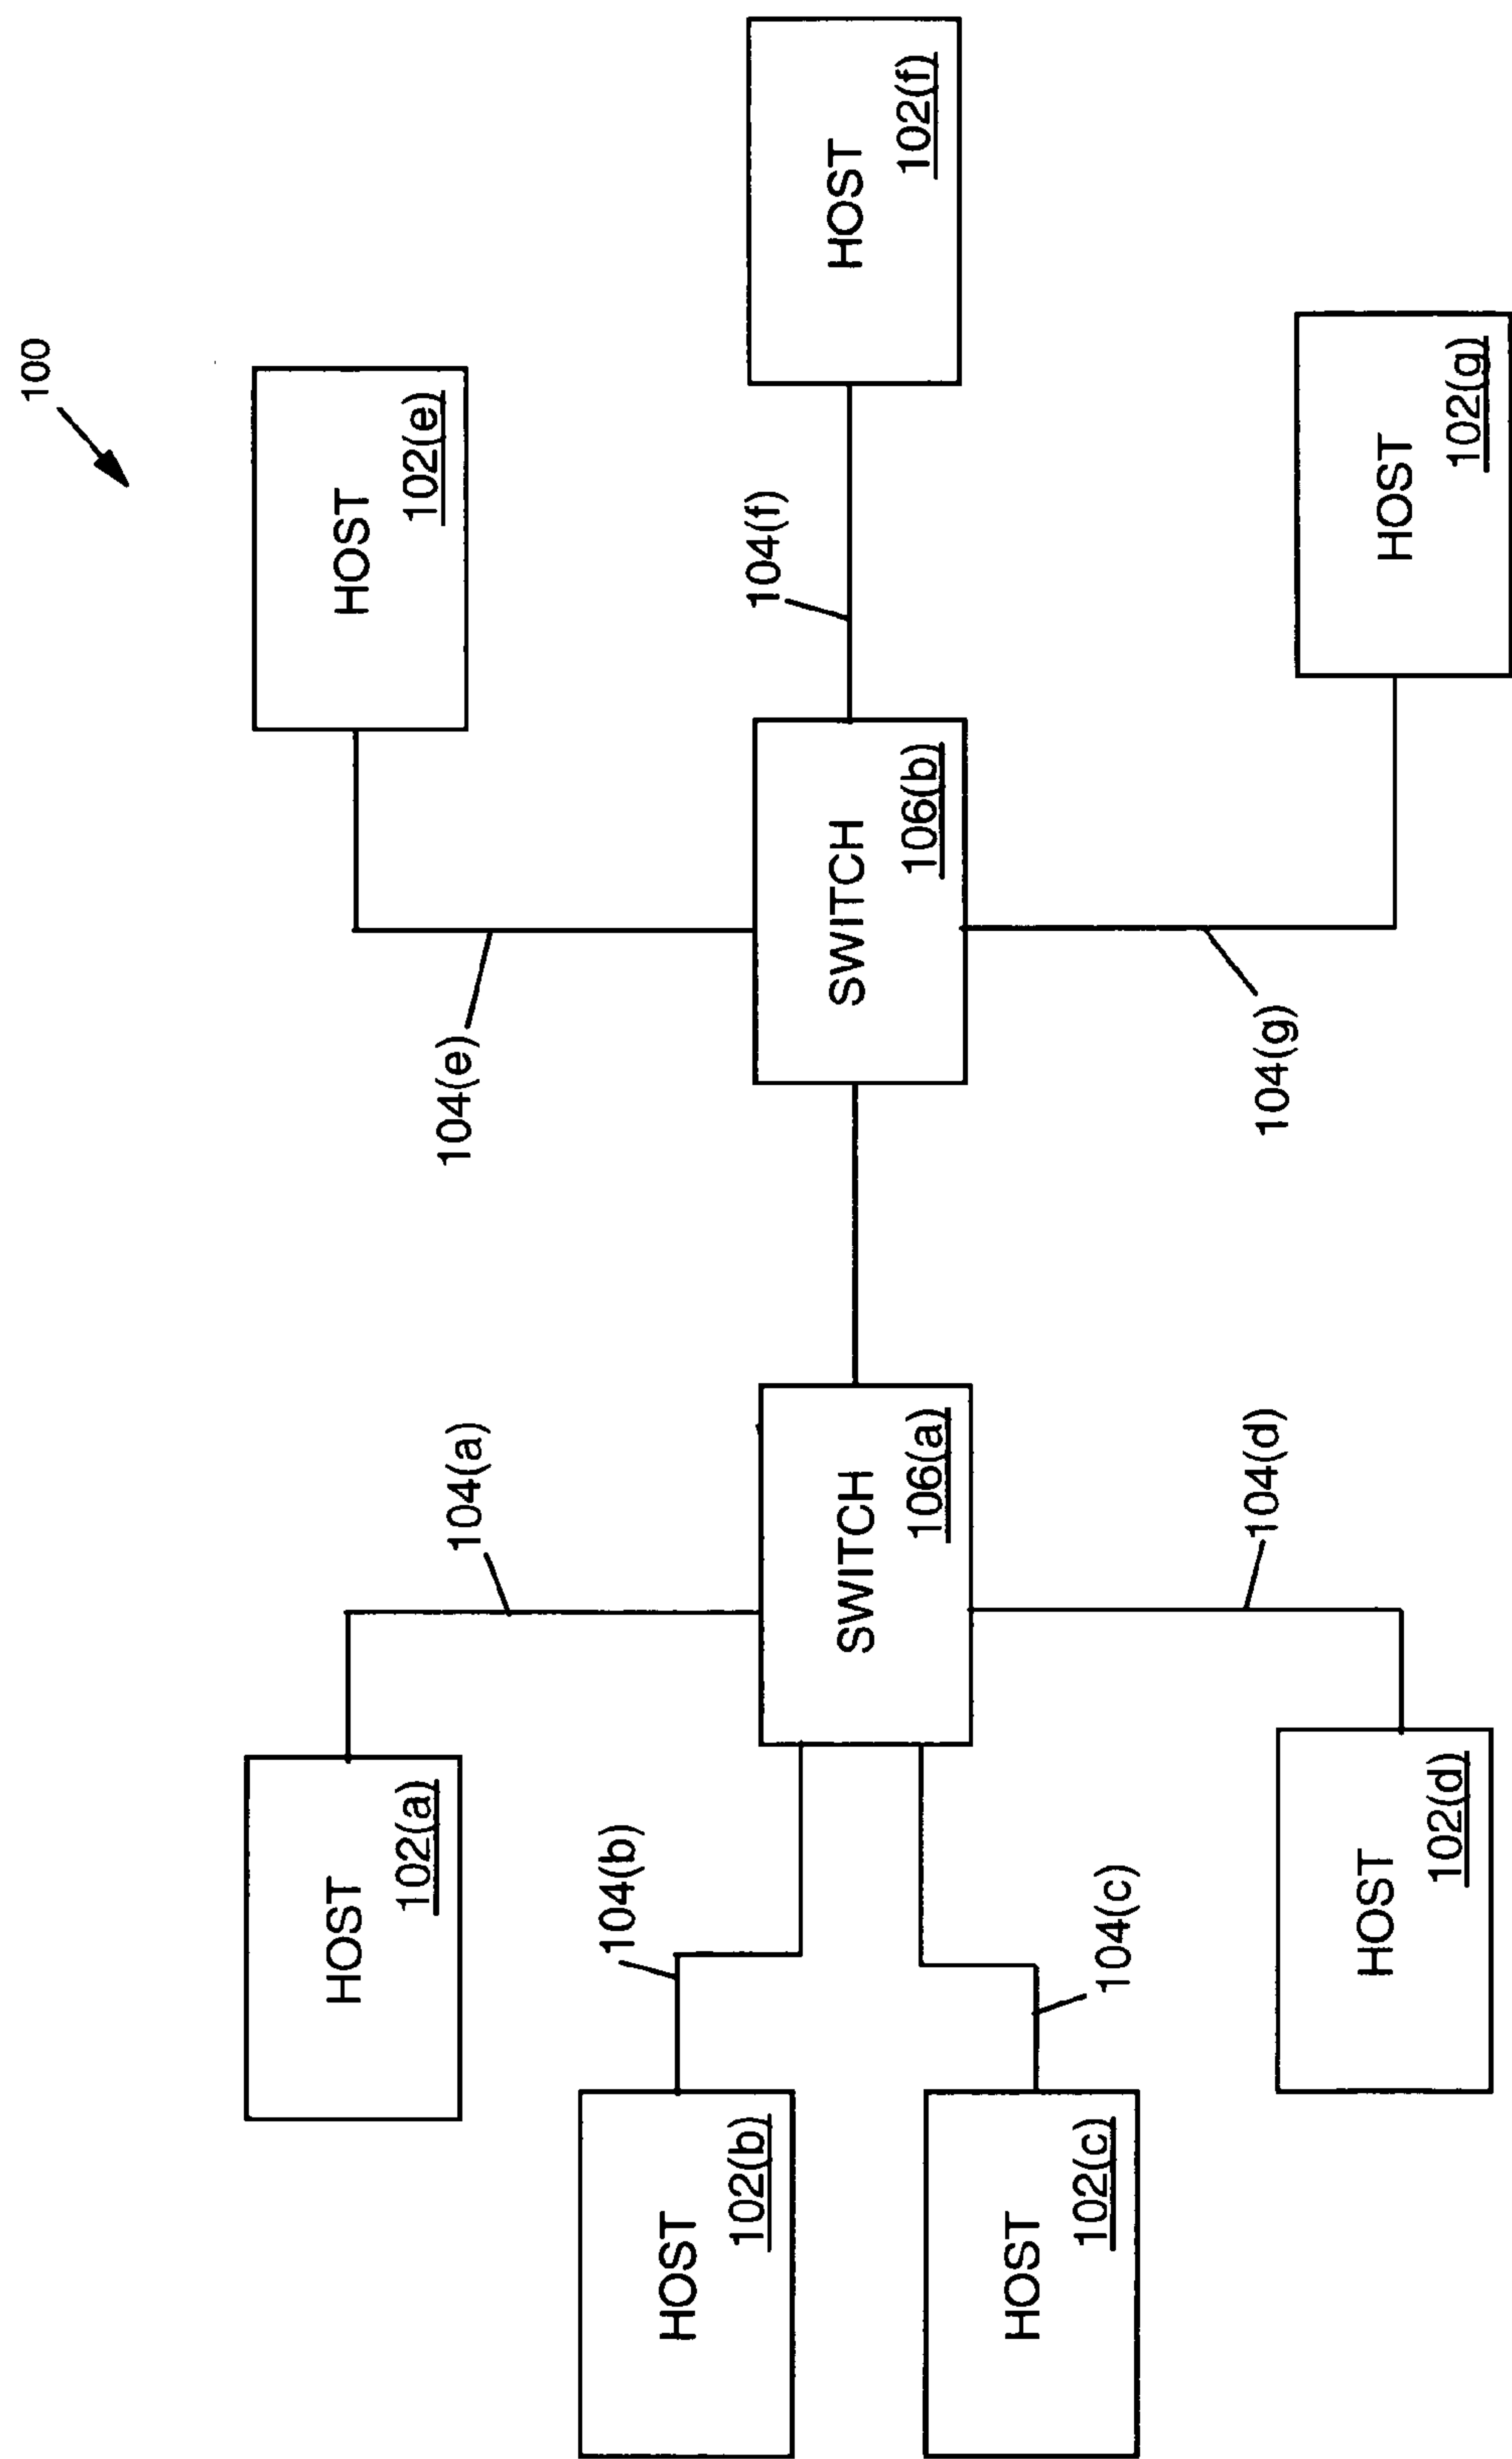 100
HOST
102(a)
104(a)
HOST
102(b)
104(b)
HOST
102(c)
104(c)
HOST
102(d)
104(d)
SWITCH
106(a)
SWITCH
106(b)
104(e)
HOST
102(e)
104(f)
HOST
102(f)
104(g)
HOST
102(g)